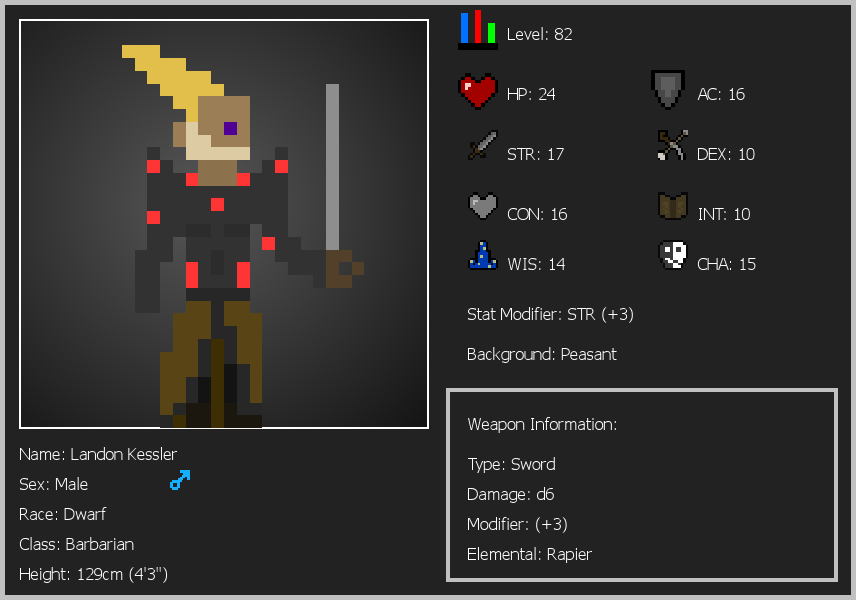 Level: 82
HP: 24
AC: 16
STR: 17
DEX: 10
CON: 16
INT: 10
WIS: 14
CHA: 15
Stat Modifier: STR (+3)
Background: Peasant
Weapon Information:
Type: Sword
Damage: d6
Modifier: (+3)
Elemental: Rapier
Name: Landon Kessler
Sex: Male
Race: Dwarf
Class: Barbarian
Height: 129cm (4'3")